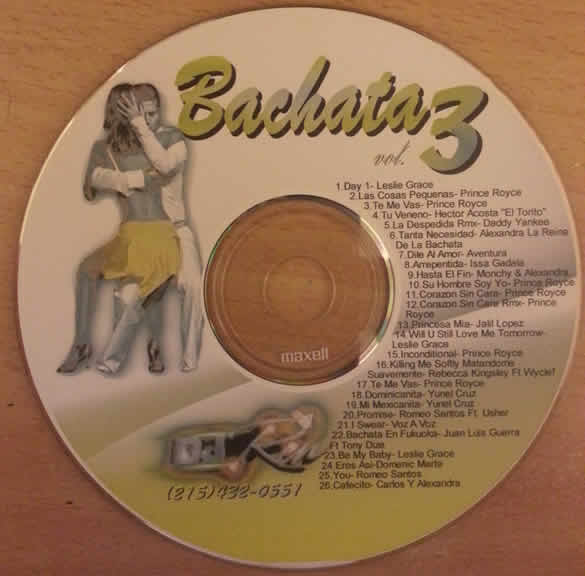 Bachata
vol. 3
1.Day 1- Leslie Grace
2.Las Cosas Pequenas- Prince Royce
3.Te Me Vas- Prince Royce
4.Tu Veneno- Hector Acosta "El Torito"
5.La Despedida Rmx- Daddy Yankee
6.Tanta Necesidad- Alexandra La Reina
De La Bachata
7.Dile Al Amor- Aventura
8.Arrepentida- Issa Gadala
9.Hasta El Fin- Monchy & Alexandra
10.Su Hombre Soy Yo- Prince Royce
11.Corazon Sin Cara- Prince Royce
12.Corazon Sin Cara Rmx- Prince
Royce
13.Princesa Mia- Jalil Lopez
14.Will U Still Love Me Tomorrow-
Leslie Grace
15.Inconditional- Prince Royce
16.Killing Me Softly Matandome
Suavemente- Rebecca Kingsley Ft Wyclef
17.Te Me Vas- Prince Royce
18.Dominicanita- Yunel Cruz
19.Mi Mexicanita- Yunel Cruz
20.Promise- Romeo Santos Ft. Usher
21.I Swear- Voz A Voz
22.Bachata En Fukuoka- Juan Luis Guerra
Ft Tony Dize
23.Be My Baby- Leslie Grace
24.Eres Asi-Domenic Marte
25.You- Romeo Santos
26.Cafecito- Carlos Y Alexandra
maxell
DJ
(215)432-0551